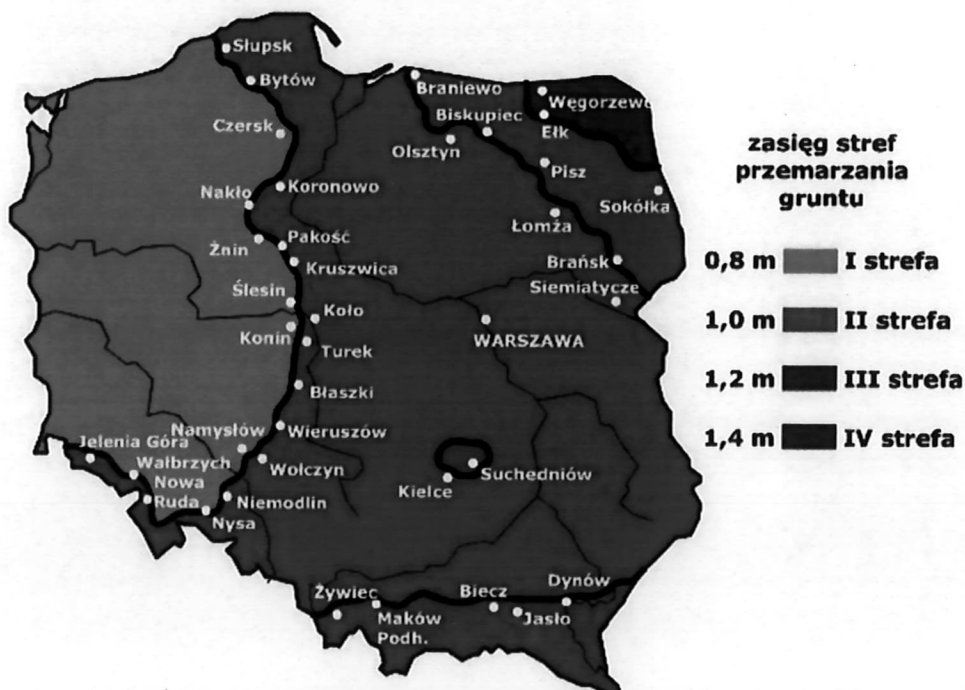 Słupsk
Bytów
Czersk
Nakło
Koronowo
Żnin
Pakość
Kruszwica
Ślesin
Konin
Koło
Turek
Błaszki
Namysłów
Wieruszów
Jelenia Góra
Wałbrzych
Wołczyn
Nowa
Ruda
Niemodlin
Nysa
Braniewo
Biskupiec
Olsztyn
Węgorzewo
Ełk
Pisz
Sokółka
Łomża
Brańsk
Siemiatycze
WARSZAWA
Suchedniów
Kielce
Żywiec
Maków
Podh.
Biecz
Jasło
Dynów
zasięg stref
przemarzania
gruntu
0,8 m I strefa
1,0 m II strefa
1,2 m III strefa
1,4 m IV strefa